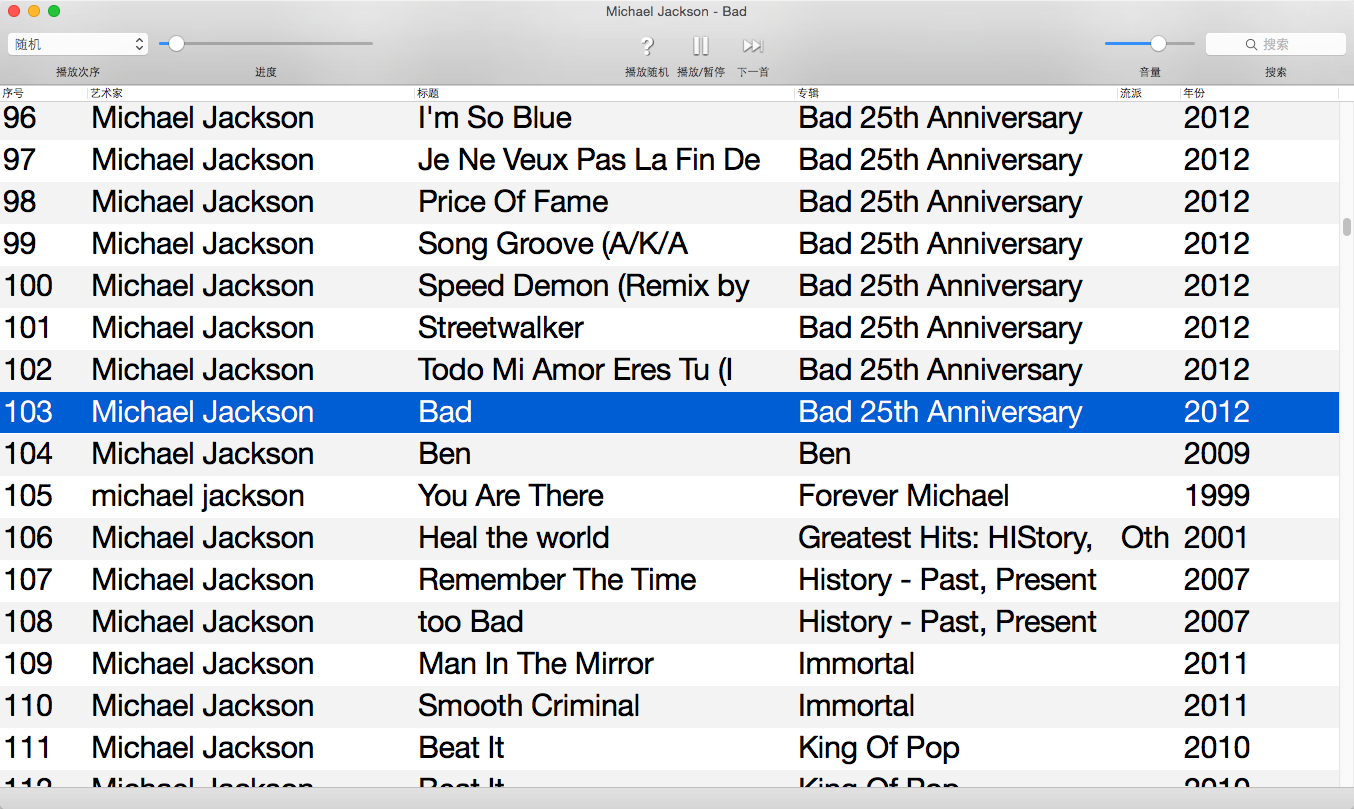 Michael Jackson - Bad
随机
搜索
播放次序 进度 播放随机 播放/暂停 下一首 音量 搜索
序号 艺术家 标题 专辑 流派 年份
96 Michael Jackson I'm So Blue Bad 25th Anniversary 2012
97 Michael Jackson Je Ne Veux Pas La Fin De Bad 25th Anniversary 2012
98 Michael Jackson Price Of Fame Bad 25th Anniversary 2012
99 Michael Jackson Song Groove (A/K/A Bad 25th Anniversary 2012
100 Michael Jackson Speed Demon (Remix by Bad 25th Anniversary 2012
101 Michael Jackson Streetwalker Bad 25th Anniversary 2012
102 Michael Jackson Todo Mi Amor Eres Tu (I Bad 25th Anniversary 2012
103 Michael Jackson Bad Bad 25th Anniversary 2012
104 Michael Jackson Ben Ben 2009
105 michael jackson You Are There Forever Michael 1999
106 Michael Jackson Heal the world Greatest Hits: HIStory, Oth 2001
107 Michael Jackson Remember The Time History - Past, Present 2007
108 Michael Jackson too Bad History - Past, Present 2007
109 Michael Jackson Man In The Mirror Immortal 2011
110 Michael Jackson Smooth Criminal Immortal 2011
111 Michael Jackson Beat It King Of Pop 2010
112 Michael Jackson Beat It King Of Pop 2010